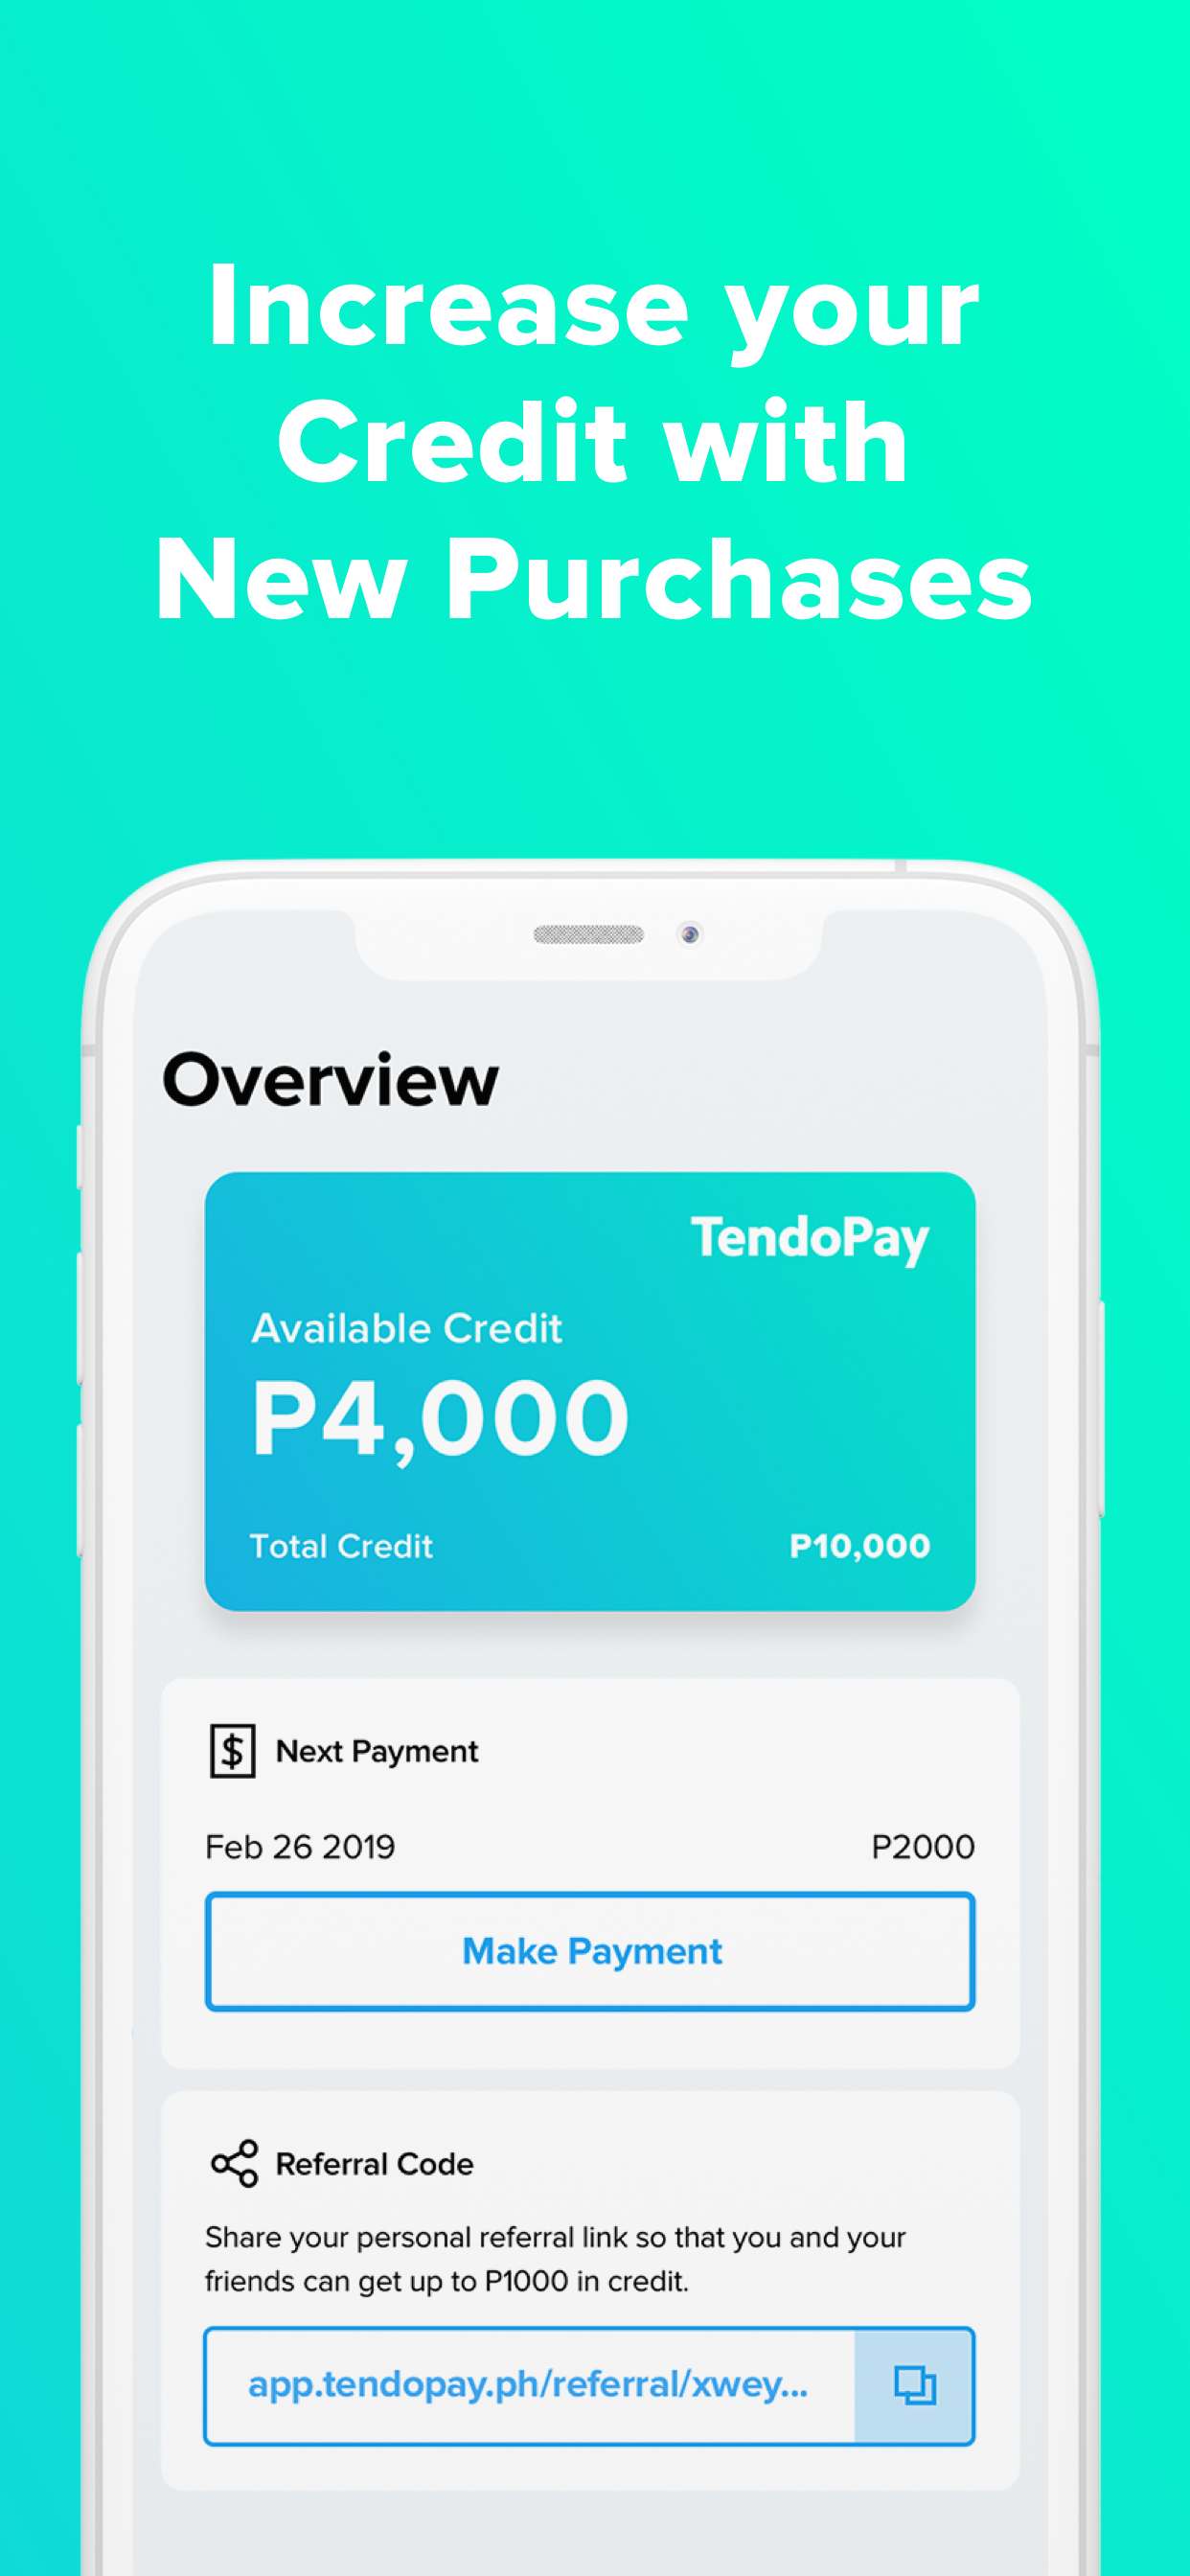 Increase your
Credit with
New Purchases
Overview
TendoPay
Available Credit
P4,000
Total Credit P10,000
$ Next Payment
Feb 26 2019 P2000
Make Payment
Referral Code
Share your personal referral link so that you and your
friends can get up to P1000 in credit.
app.tendopay.ph/referral/xwey...